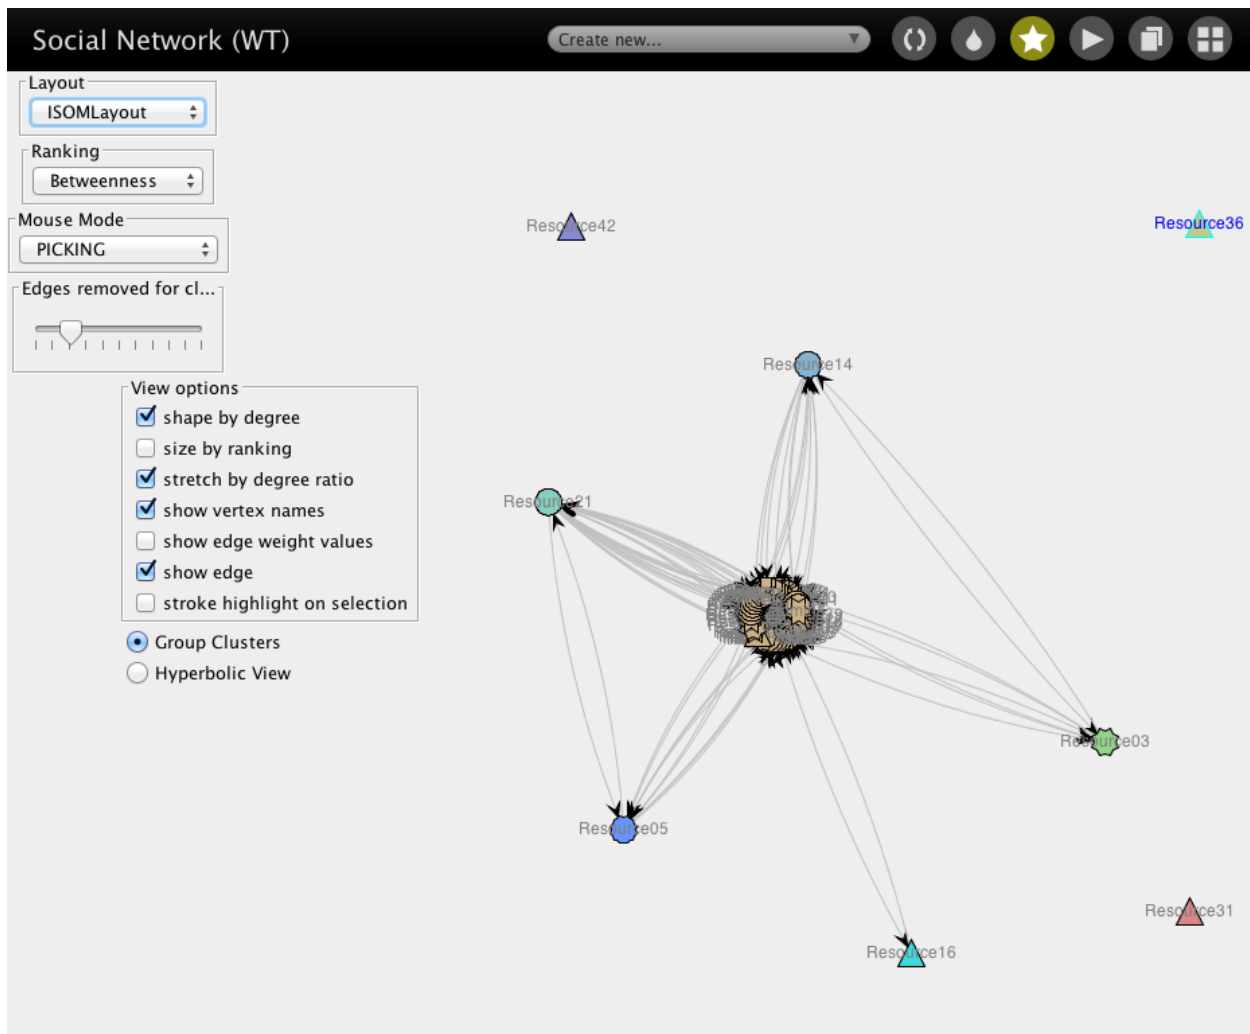 Social Network (WT)
Create new...
Layout
ISOMLayout
Ranking
Betweenness
Mouse Mode
PICKING
Edges removed for cl...
View options
shape by degree
size by ranking
stretch by degree ratio
show vertex names
show edge weight values
show edge
stroke highlight on selection
Group Clusters
Hyperbolic View
Resource42
Resource36
Resource14
Resource21
Resource03
Resource05
Resource31
Resource16